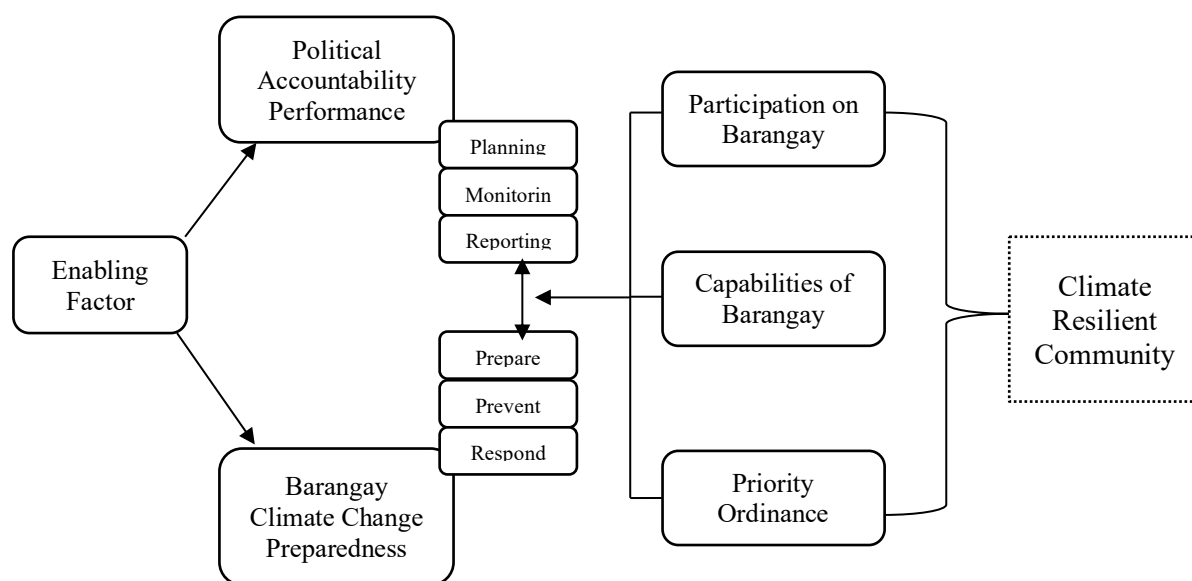 Political
Accountability
Performance
Planning
Monitorin
Reporting
Enabling
Factor
Prepare
Prevent
Respond
Barangay
Climate Change
Preparedness
Participation on
Barangay
Capabilities of
Barangay
Priority
Ordinance
Climate
Resilient
Community